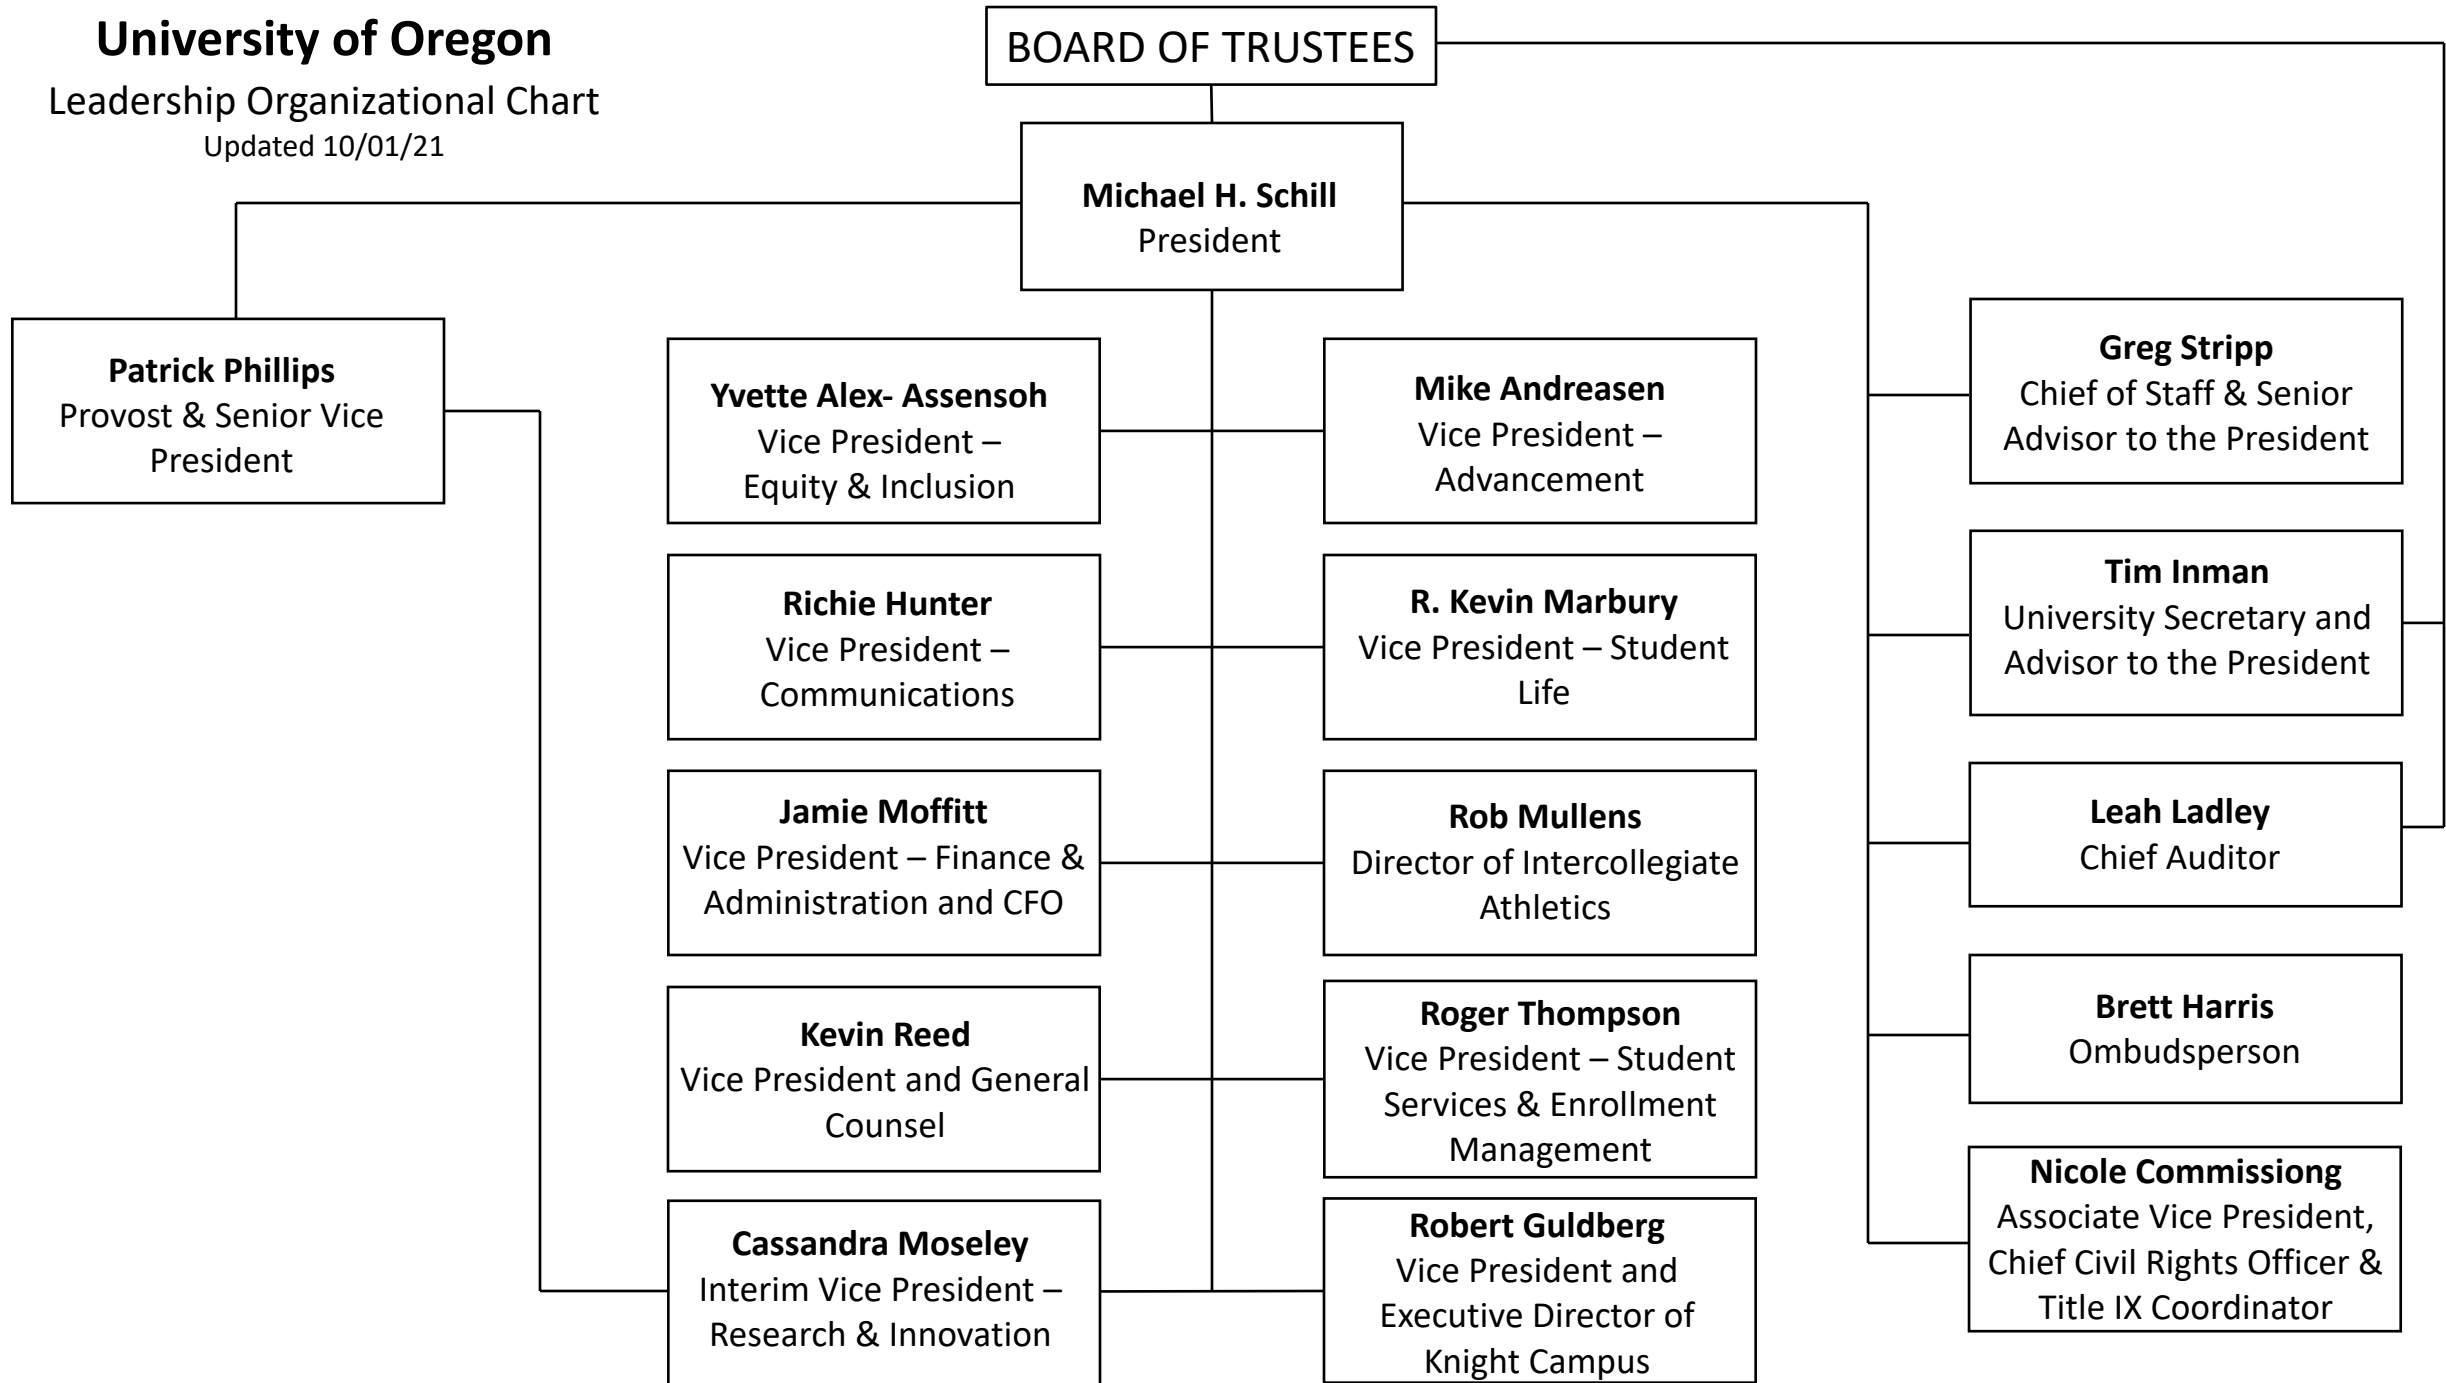 University of Oregon
Leadership Organizational Chart
Updated 10/01/21
BOARD OF TRUSTEES
Michael H. Schill
President
Patrick Phillips
Provost & Senior Vice
President
Yvette Alex- Assensoh
Vice President –
Equity & Inclusion
Mike Andreasen
Vice President –
Advancement
Greg Stripp
Chief of Staff & Senior
Advisor to the President
Richie Hunter
Vice President –
Communications
R. Kevin Marbury
Vice President – Student
Life
Tim Inman
University Secretary and
Advisor to the President
Jamie Moffitt
Vice President – Finance &
Administration and CFO
Rob Mullens
Director of Intercollegiate
Athletics
Leah Ladley
Chief Auditor
Kevin Reed
Vice President and General
Counsel
Roger Thompson
Vice President – Student
Services & Enrollment
Management
Brett Harris
Ombudsperson
Cassandra Moseley
Interim Vice President –
Research & Innovation
Robert Guldberg
Vice President and
Executive Director of
Knight Campus
Nicole Commissiong
Associate Vice President,
Chief Civil Rights Officer &
Title IX Coordinator